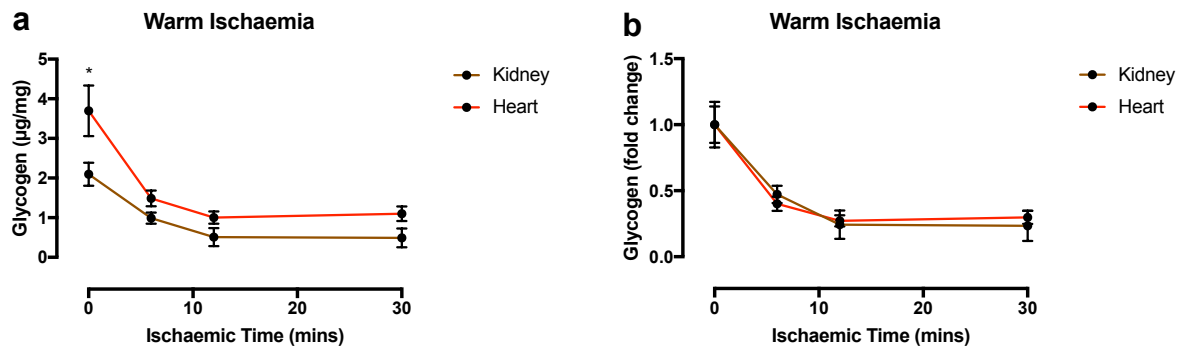 a
Warm Ischaemia
Glycogen (µg/mg)
5
4
3
2
1
0
*
Kidney
Heart
0 10 20 30
Ischaemic Time (mins)
b
Warm Ischaemia
Glycogen (fold change)
1.5
1.0
0.5
0.0
Kidney
Heart
0 10 20 30
Ischaemic Time (mins)